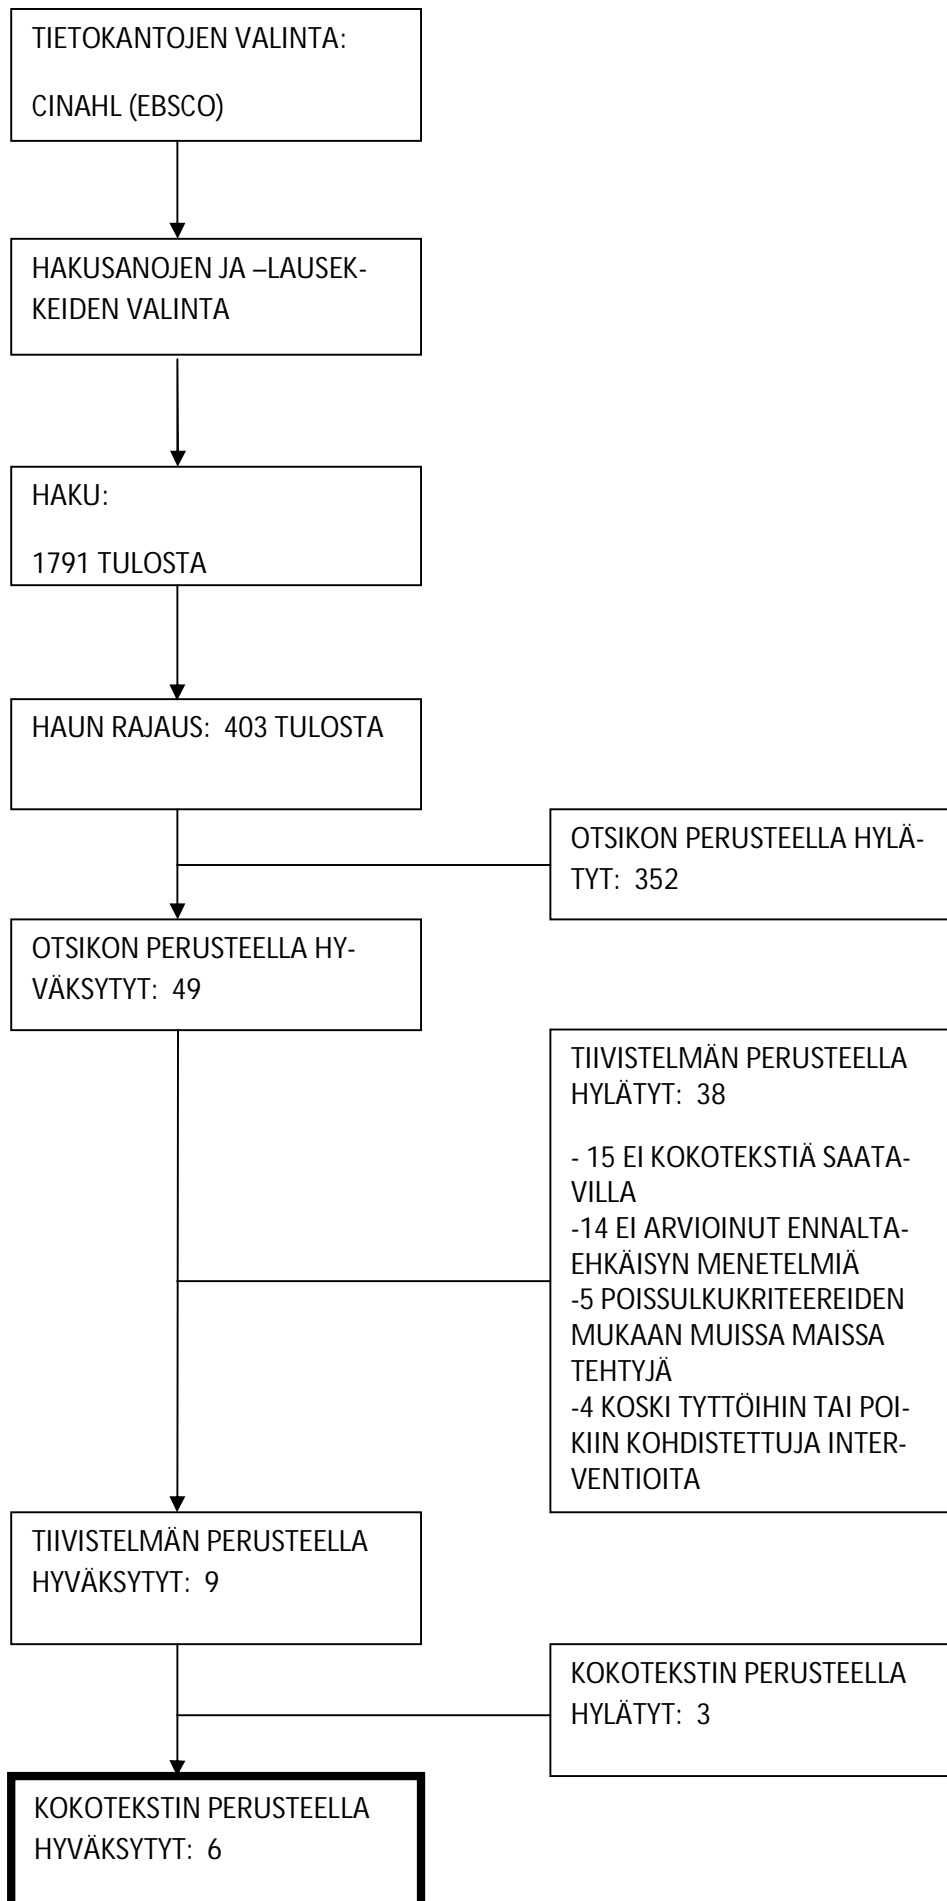 TIETOKANTOJEN VALINTA:
CINAHL (EBSCO)
HAKUSANOJEN JA –LAUSEK-
KEIDEN VALINTA
HAKU:
1791 TULOSTA
HAUN RAJAUS: 403 TULOSTA
OTSIKON PERUSTEELLA HYLÄ-
TYT: 352
OTSIKON PERUSTEELLA HY-
VÄKSYTYT: 49
TIIVISTELMÄN PERUSTEELLA
HYLÄTYT: 38
- 15 EI KOKOTEKSTIÄ SAATA-
VILLA
-14 EI ARVIOINUT ENNALTA-
EHKÄISYN MENETELMIÄ
-5 POISSULKUKRITEEREIDEN
MUKAAN MUISSA MAISSA
TEHTYJÄ
-4 KOSKI TYTTÖIHIN TAI POI-
KIIN KOHDISTETTUJA INTER-
VENTIOITA
TIIVISTELMÄN PERUSTEELLA
HYVÄKSYTYT: 9
KOKOTEKSTIN PERUSTEELLA
HYLÄTYT: 3
KOKOTEKSTIN PERUSTEELLA
HYVÄKSYTYT: 6